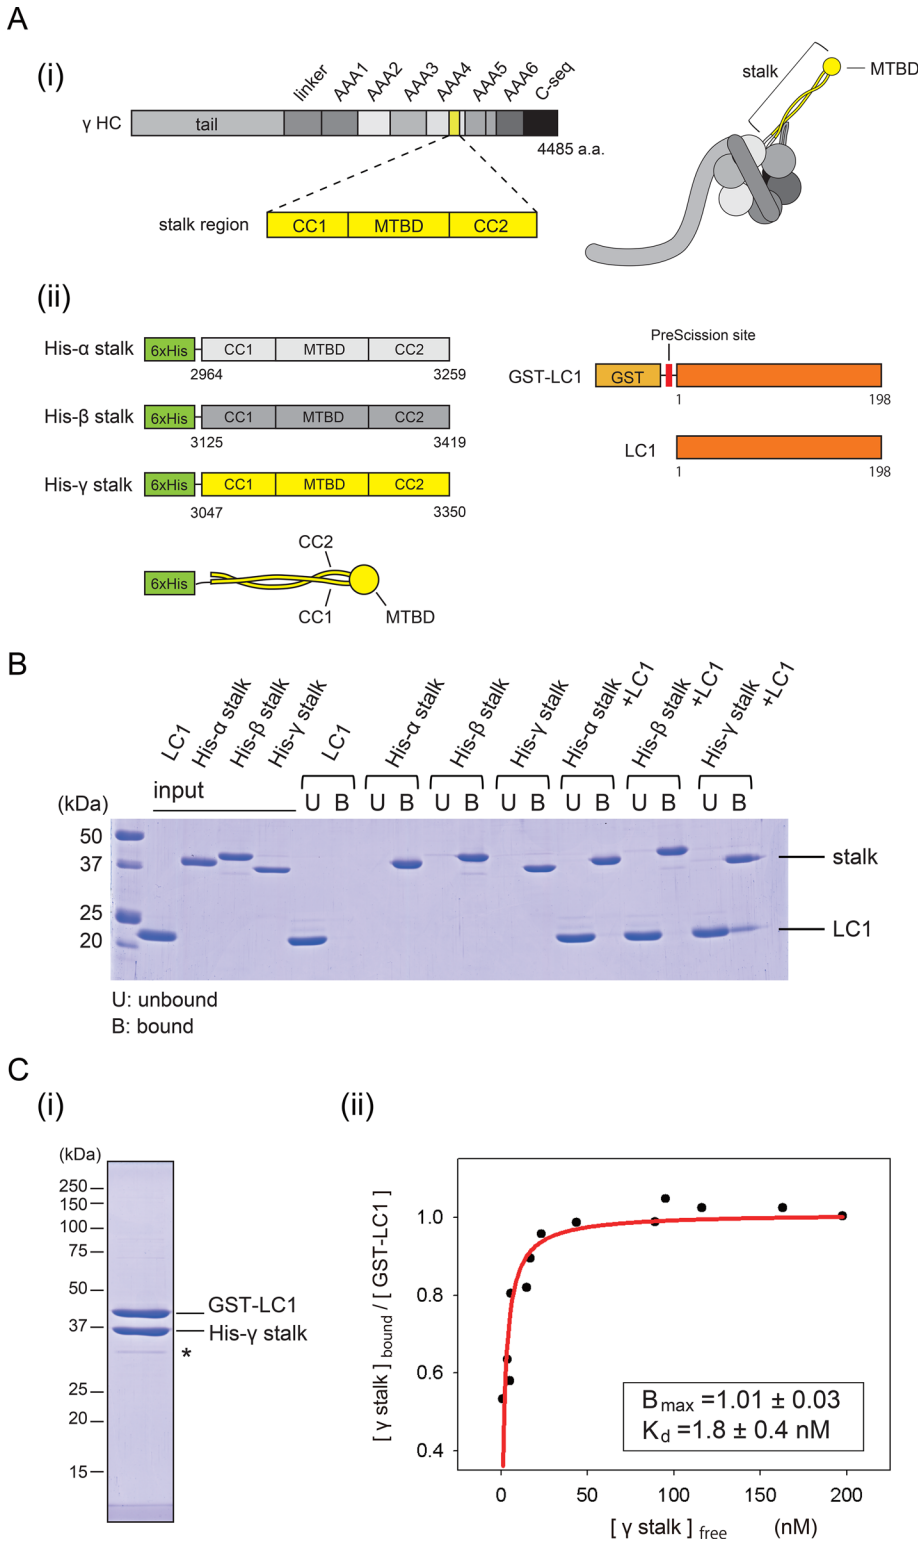 A
(i)
linker AAA1 AAA2 AAA3 AAA4 AAA5 AAA6 C-seq
γ HC tail
4485 a.a.
stalk MTBD
stalk region CC1 MTBD CC2
(ii)
His-α stalk 6xHis CC1 MTBD CC2
2964 3259
His-β stalk 6xHis CC1 MTBD CC2
3125 3419
His-γ stalk 6xHis CC1 MTBD CC2
3047 3350
CC2
6xHis
CC1 MTBD
PreScission site
GST-LC1 GST
1 198
LC1
1 198
B
LC1 His-α stalk His-β stalk His-γ stalk LC1 His-α stalk His-β stalk His-γ stalk His-α stalk +LC1 His-β stalk +LC1 His-γ stalk +LC1
input
(kDa) U B U B U B U B U B U B U B
50
37 stalk
25
20 LC1
U: unbound
B: bound
C
(i)
(kDa)
250
150
100
75
50
GST-LC1
37
His-γ stalk
*
25
20
15
(ii)
[ γ stalk ] bound / [ GST-LC1 ]
1.0
0.8
0.6
0.4
Bmax =1.01 ± 0.03
Kd =1.8 ± 0.4 nM
0 50 100 150 200
[ γ stalk ] free (nM)